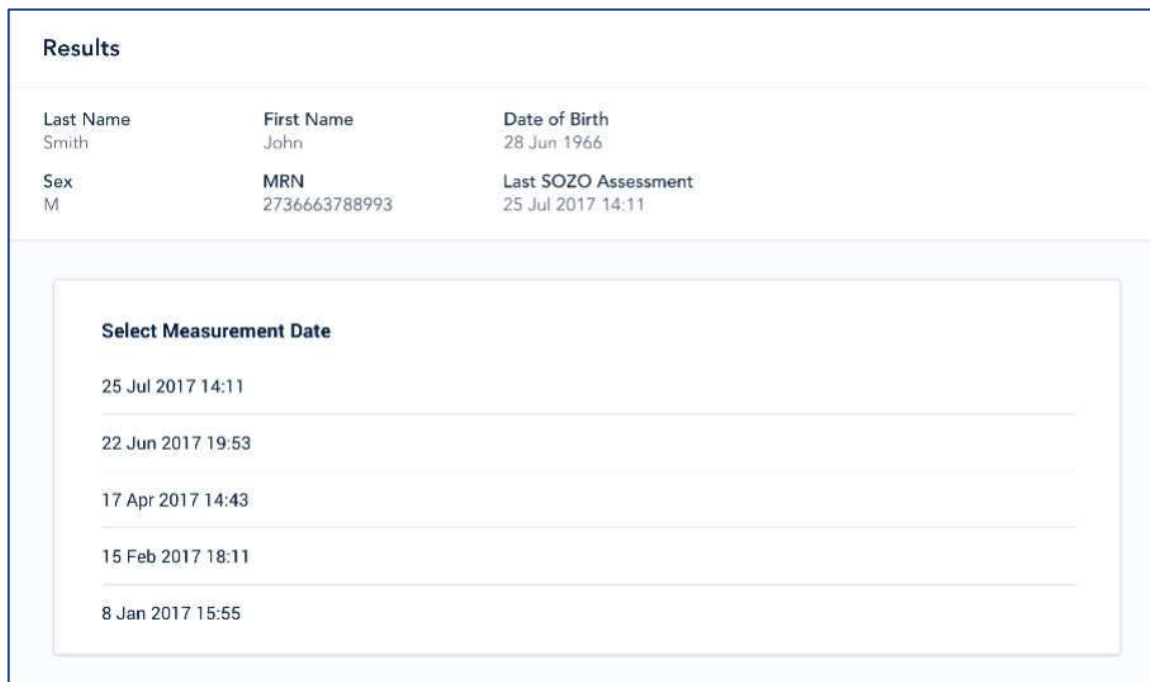 Results
Last Name First Name Date of Birth
Smith John 28 Jun 1966
Sex MRN Last SOZO Assessment
M 2736663788993 25 Jul 2017 14:11
Select Measurement Date
25 Jul 2017 14:11
22 Jun 2017 19:53
17 Apr 2017 14:43
15 Feb 2017 18:11
8 Jan 2017 15:55